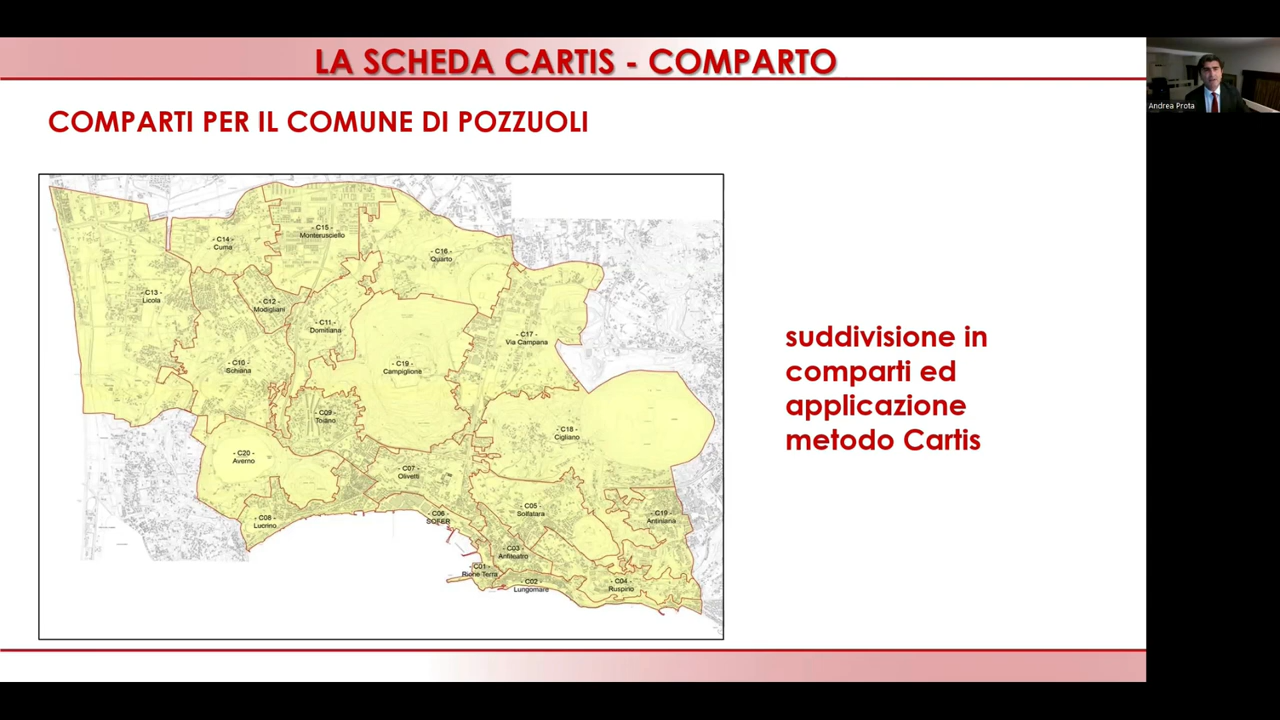 LA SCHEDA CARTIS - COMPARTO
Andrea Prota
COMPARTI PER IL COMUNE DI POZZUOLI
- C15 -
Monterusciello
- C14 -
Cuma
- C16 -
Quarto
- C13 -
Licola
- C12 -
Modigliani
- C11 -
Domitiana
- C17 -
Via Campana
- C10 -
Schiana
- C19 -
Campiglione
- C09 -
Toiano
- C18 -
Cigliano
- C20 -
Averno
- C07 -
Olivetti
- C08 -
Lucrino
- C06 -
SOFER
- C05 -
Solfatara
- C19 -
Antiniana
- C03 -
Anfiteatro
- C01 -
Rione Terra
- C02 -
Lungomare
- C04 -
Ruspino
suddivisione in
comparti ed
applicazione
metodo Cartis